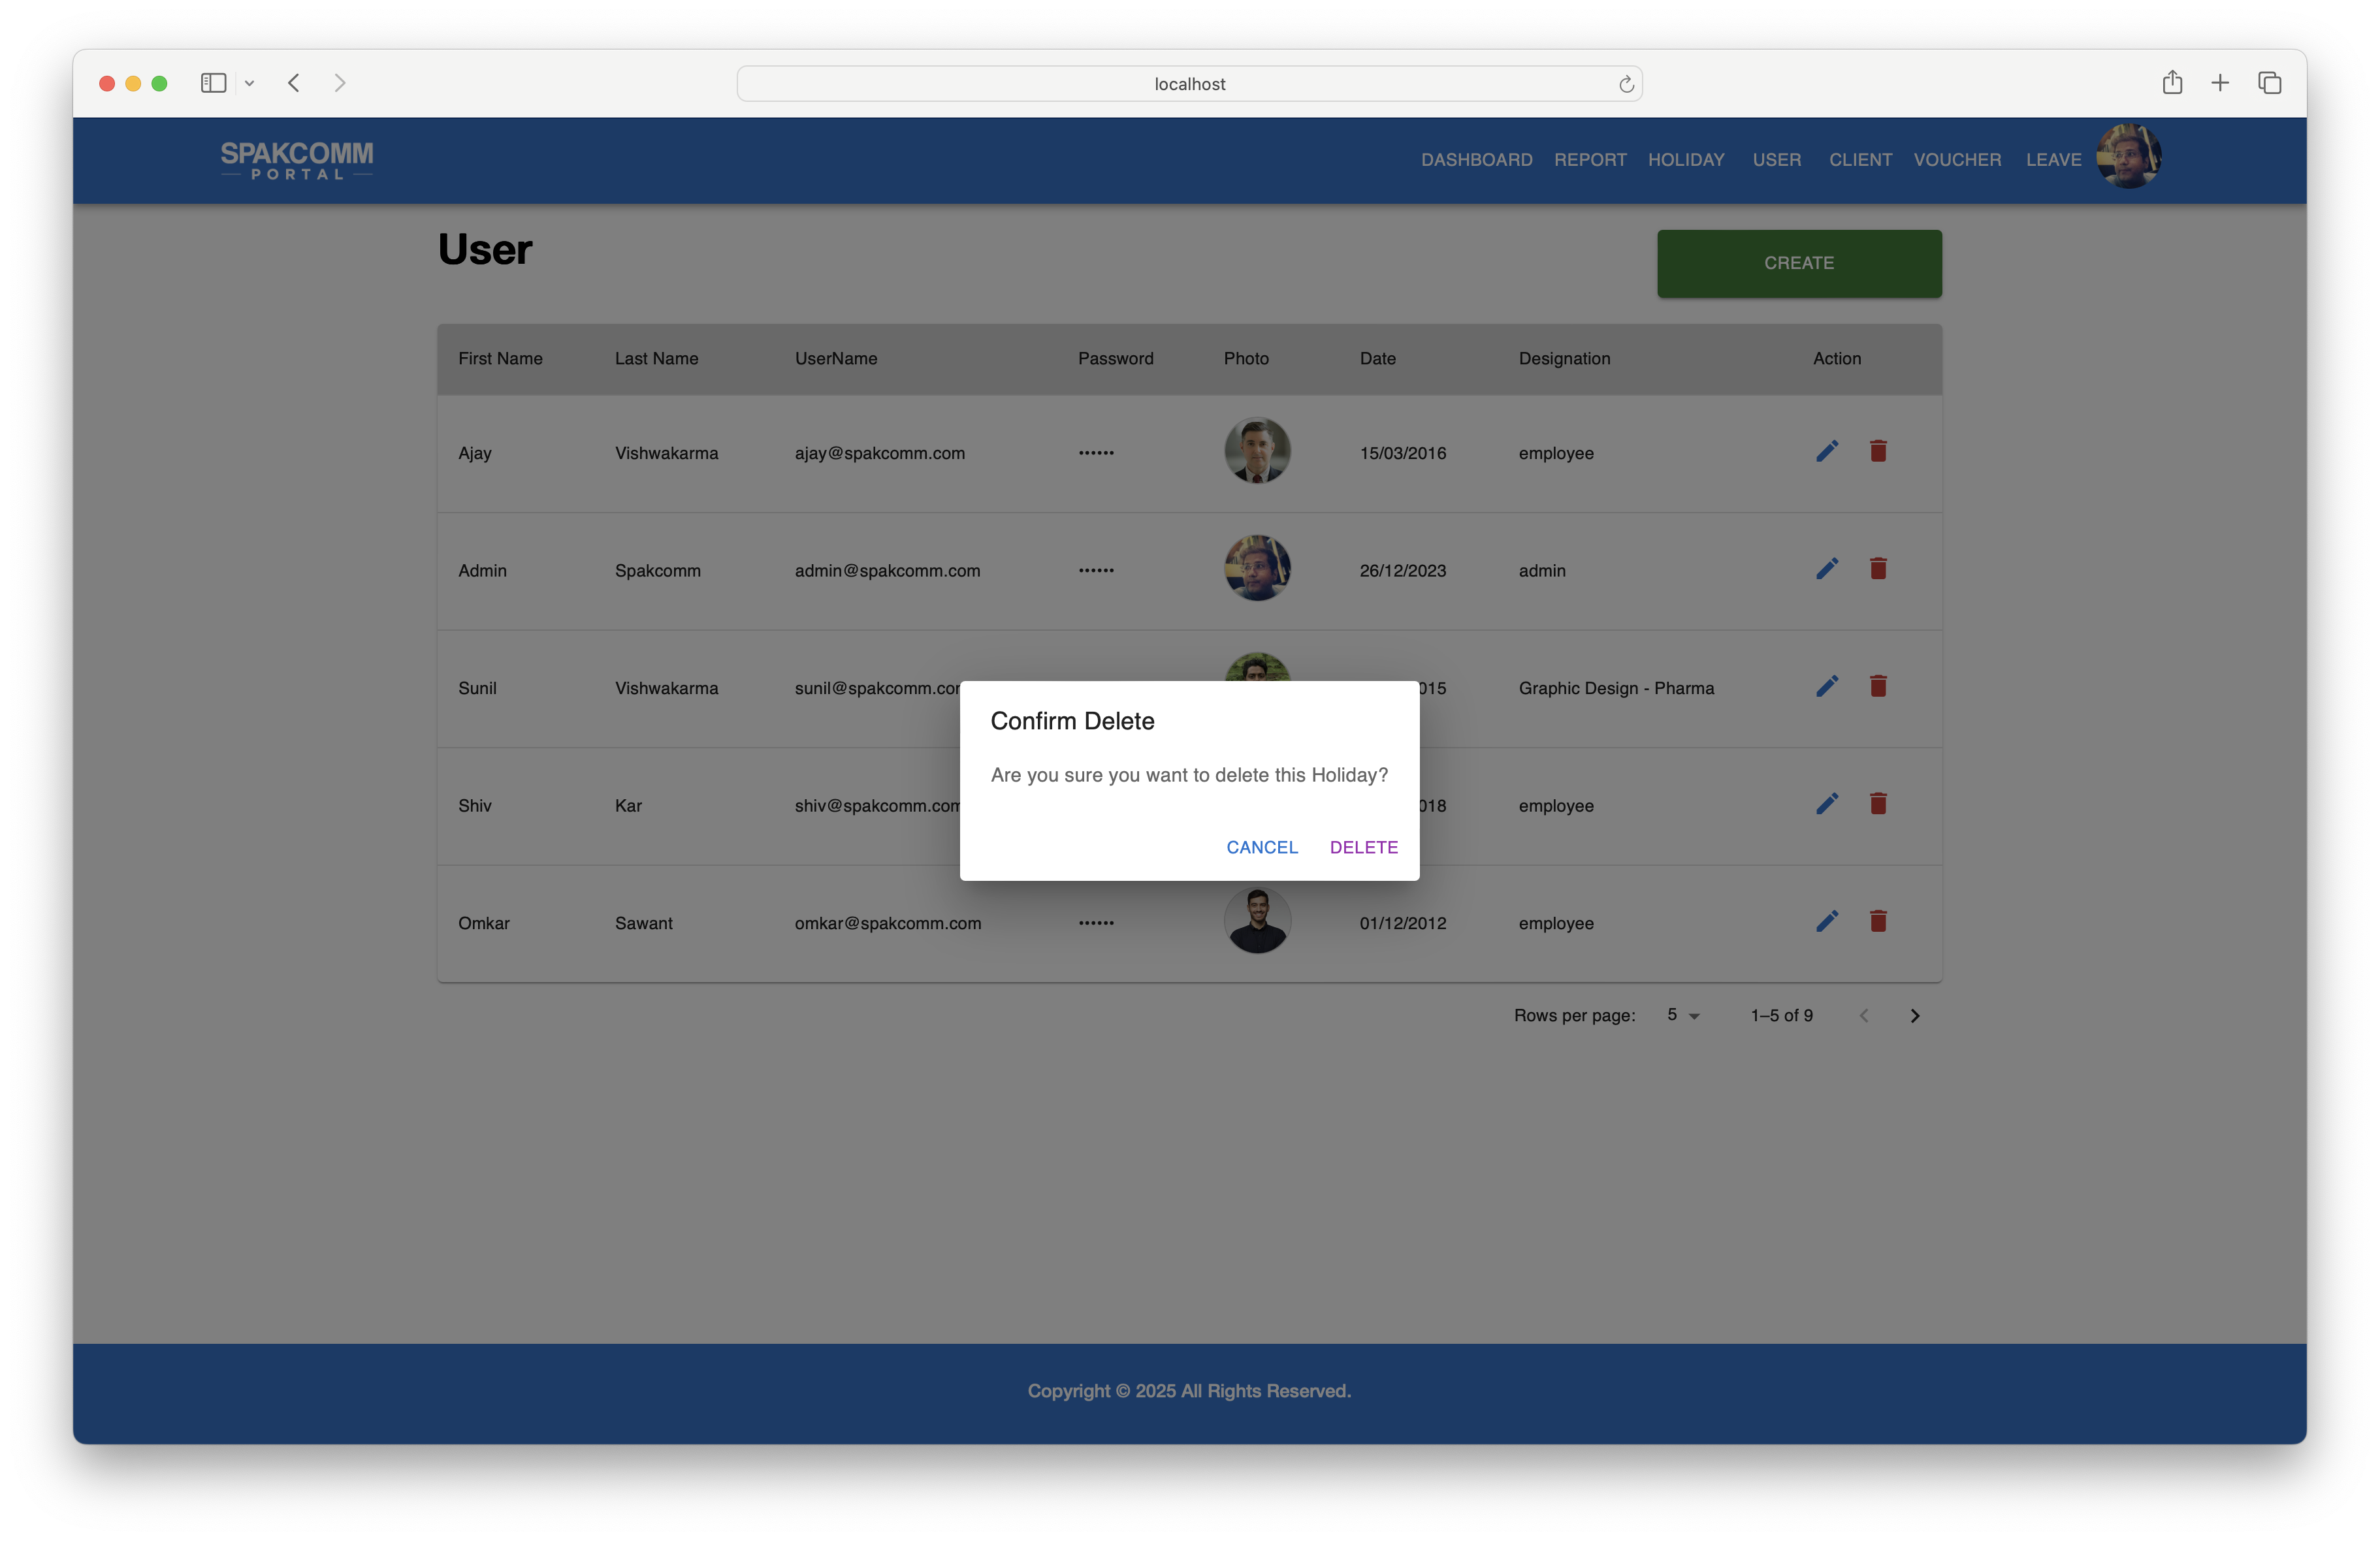 localhost
SPAKCOMM
PORTAL
DASHBOARD REPORT HOLIDAY USER CLIENT VOUCHER LEAVE
User
CREATE
First Name Last Name UserName Password Photo Date Designation Action
Ajay Vishwakarma ajay@spakcomm.com •••••• 15/03/2016 employee
Admin Spakcomm admin@spakcomm.com •••••• 26/12/2023 admin
Sunil Vishwakarma sunil@spakcomm.cor 015 Graphic Design - Pharma
Confirm Delete
Are you sure you want to delete this Holiday?
Shiv Kar shiv@spakcomm.com 018 employee
CANCEL DELETE
Omkar Sawant omkar@spakcomm.com •••••• 01/12/2012 employee
Rows per page: 5 1–5 of 9
Copyright © 2025 All Rights Reserved.